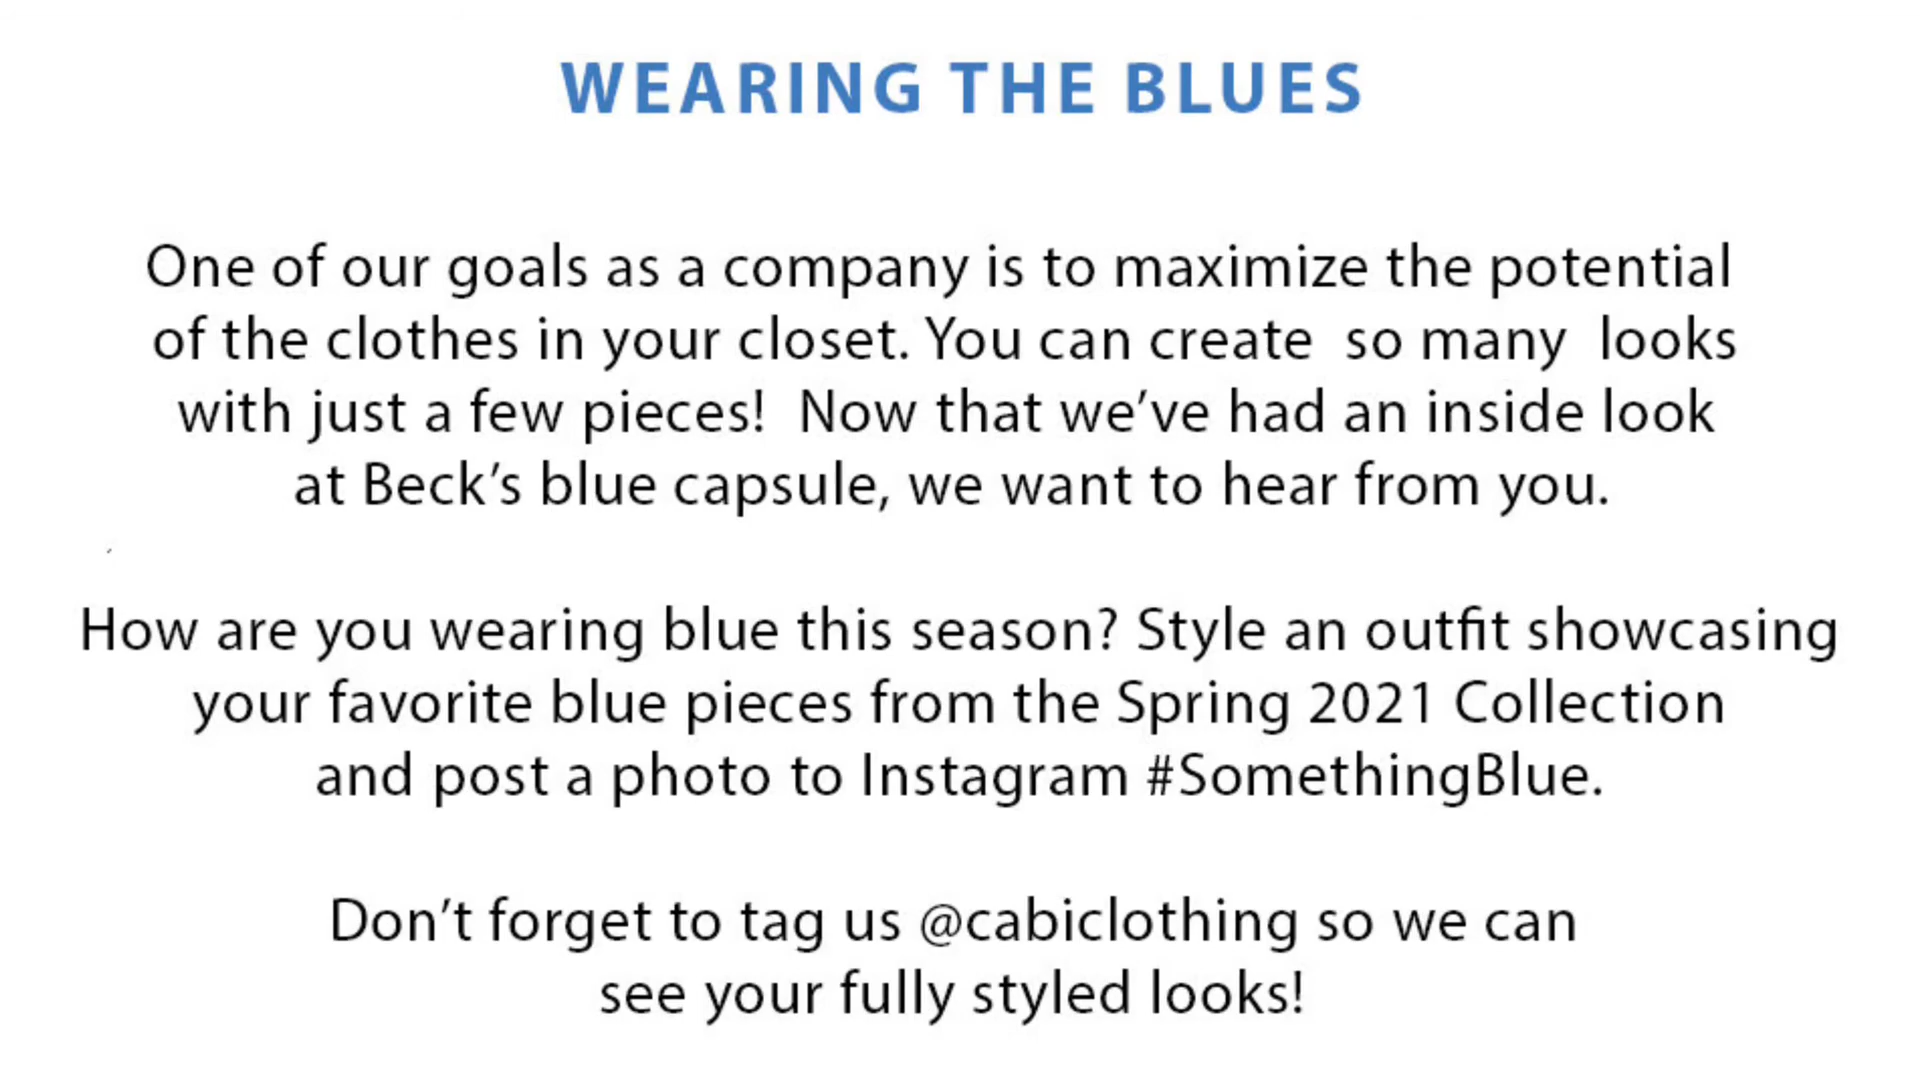 WEARING THE BLUES
One of our goals as a company is to maximize the potential
of the clothes in your closet. You can create  so many  looks
with just a few pieces!  Now that we’ve had an inside look
at Beck’s blue capsule, we want to hear from you.
How are you wearing blue this season? Style an outfit showcasing
your favorite blue pieces from the Spring 2021 Collection
and post a photo to Instagram #SomethingBlue.
Don’t forget to tag us @cabiclothing so we can
see your fully styled looks!